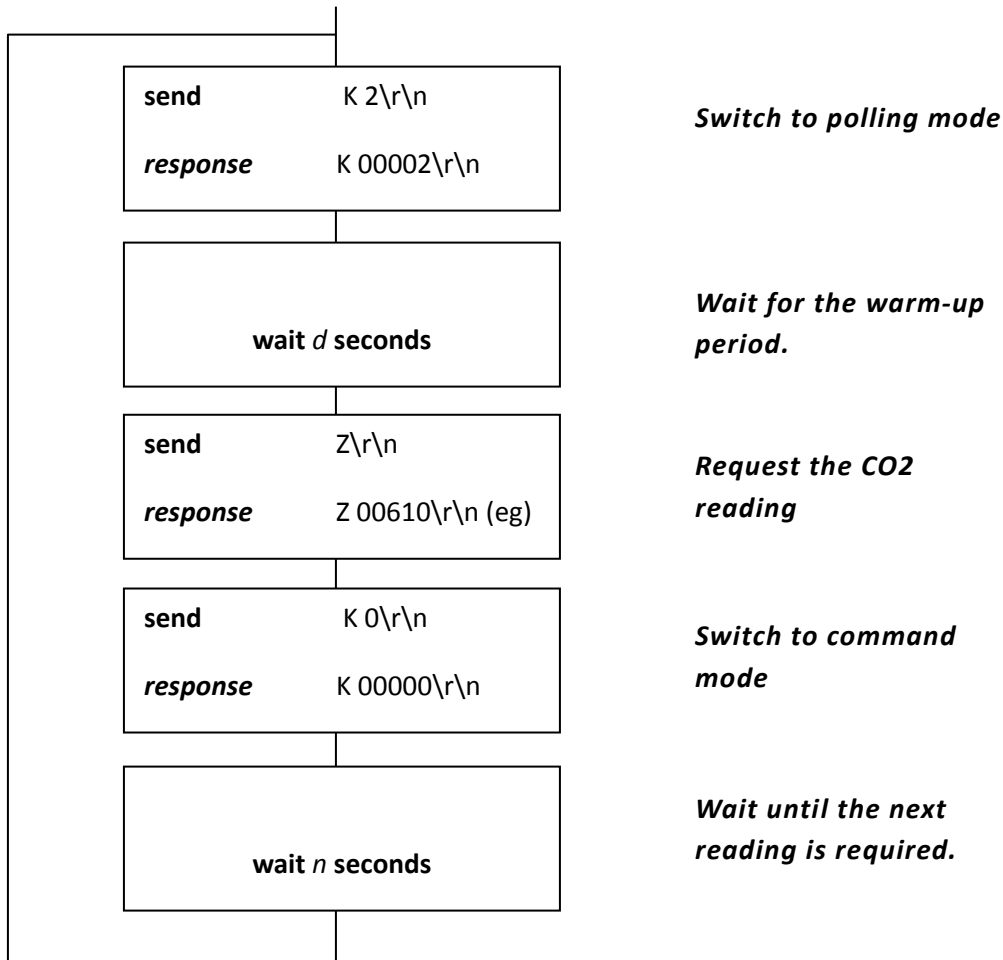 send K 2\r\n
Switch to polling mode
response K 00002\r\n
wait d seconds
Wait for the warm-up
period.
send Z\r\n
response Z 00610\r\n (eg)
Request the CO2
reading
send K 0\r\n
response K 00000\r\n
Switch to command
mode
wait n seconds
Wait until the next
reading is required.